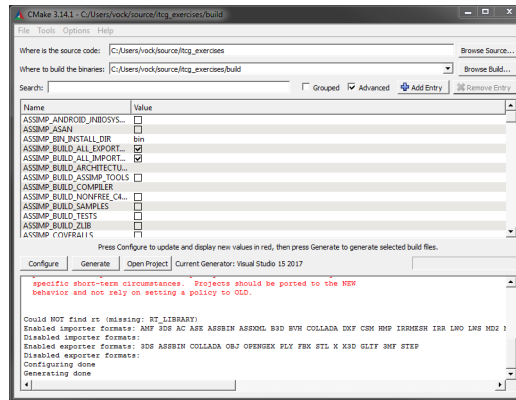 CMake 3.14.1 - C:/Users/vock/source/itcg_exercises/build
File Tools Options Help
Where is the source code: C:/Users/vock/source/itcg_exercises Browse Source...
Where to build the binaries: C:/Users/vock/source/itcg_exercises/build Browse Build...
Search: Grouped Advanced Add Entry Remove Entry
Name Value
ASSIMP_ANDROID_JNIIOSYS...
ASSIMP_ASAN
ASSIMP_BIN_INSTALL_DIR bin
ASSIMP_BUILD_ALL_EXPORT...
ASSIMP_BUILD_ALL_IMPORT...
ASSIMP_BUILD_ARCHITECTU...
ASSIMP_BUILD_ASSIMP_TOOLS
ASSIMP_BUILD_COMPILER
ASSIMP_BUILD_NONFREE_C4...
ASSIMP_BUILD_SAMPLES
ASSIMP_BUILD_TESTS
ASSIMP_BUILD_ZLIB
ASSIMP_COVERALLS
Press Configure to update and display new values in red, then press Generate to generate selected build files.
Configure Generate Open Project Current Generator: Visual Studio 15 2017
specific short-term circumstances. Projects should be ported to the NEW
behavior and not rely on setting a policy to OLD.
Could NOT find rt (missing: RT_LIBRARY)
Enabled importer formats: AMF 3DS AC ASE ASSBIN ASSXML B3D BVH COLLADA DXF CSM HMP IRRMESH IRR LWO LWS MD2
Disabled importer formats:
Enabled exporter formats: 3DS ASSBIN COLLADA OBJ OPENGEX PLY FBX STL X X3D GLTF 3MF STEP
Disabled exporter formats:
Configuring done
Generating done